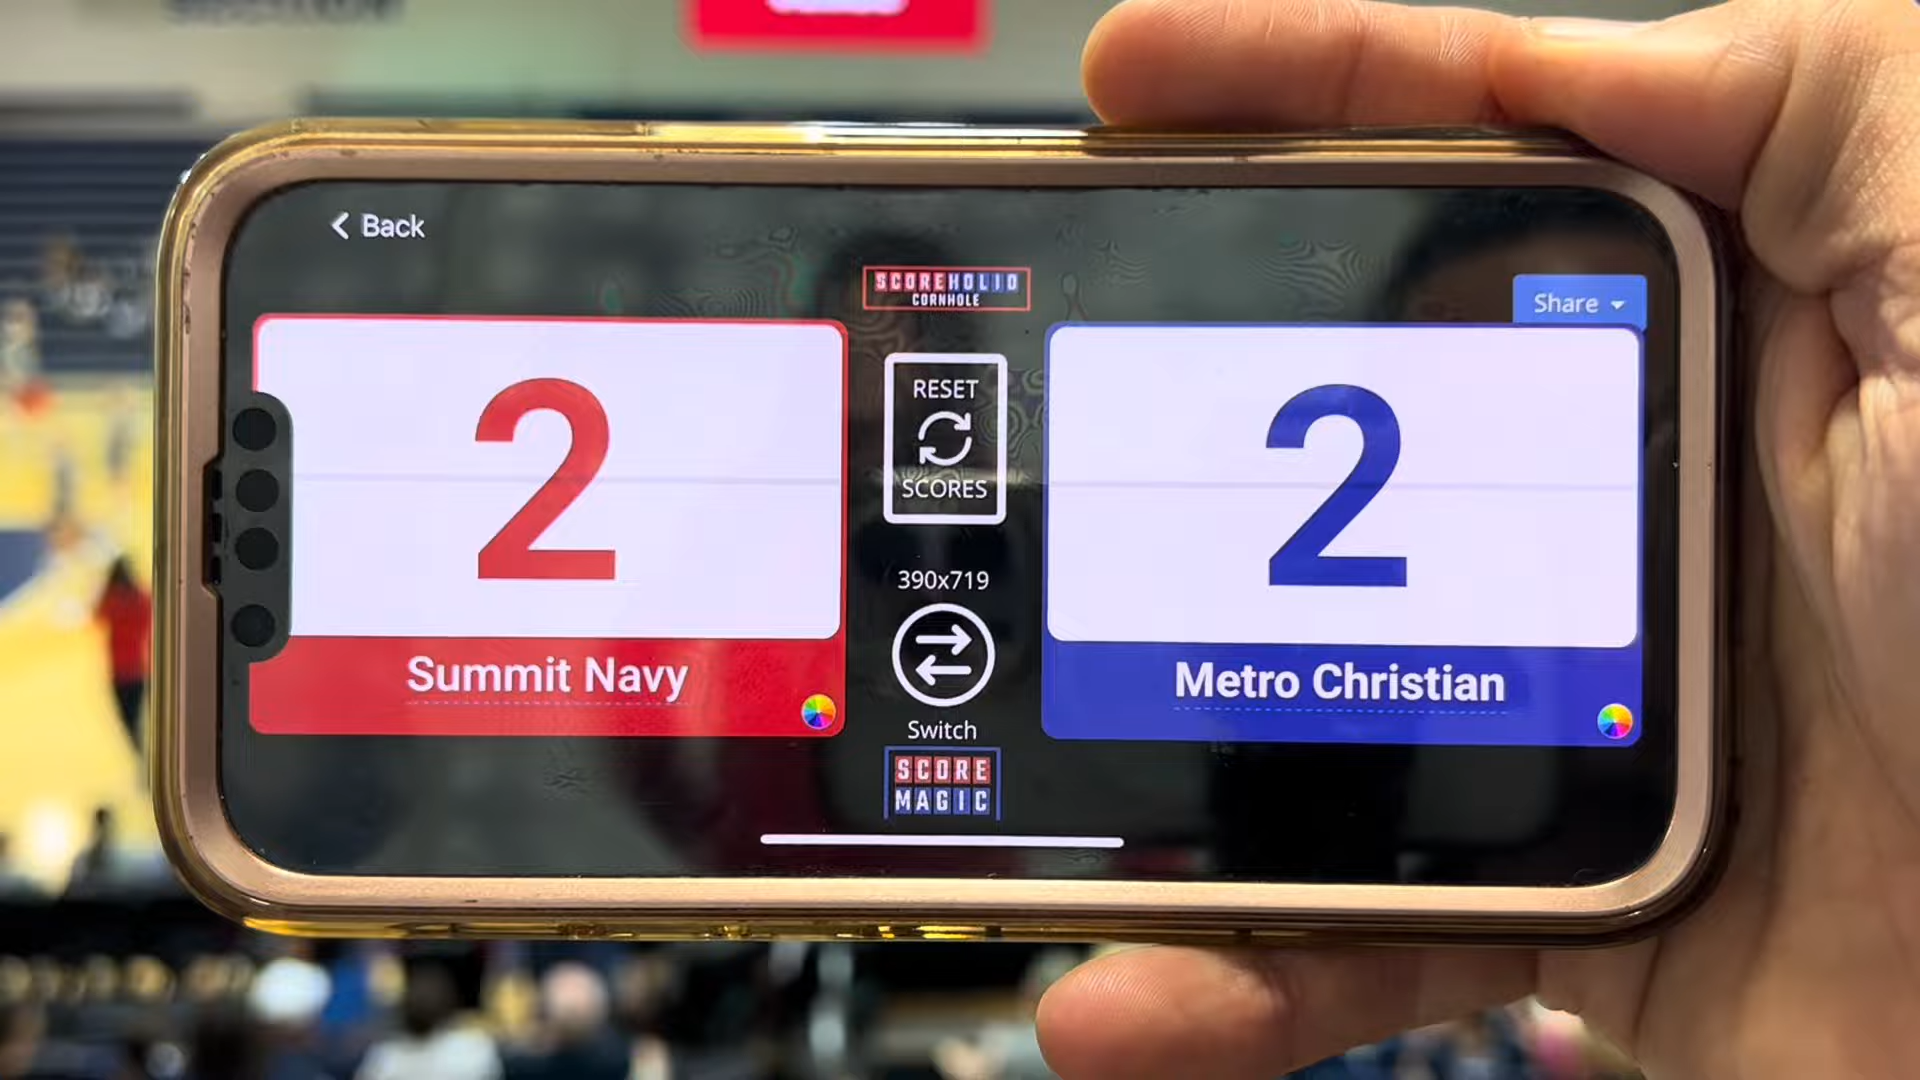 Back
SCOREHOLIO
CORNHOLE
Share
2
RESET
SCORES
2
390x719
Summit Navy
Metro Christian
Switch
SCORE
MAGIC